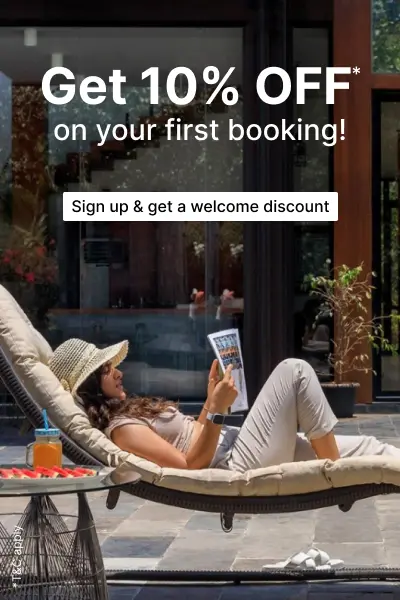 Get 10% OFF*
on your first booking!
Sign up & get a welcome discount
*T&C apply